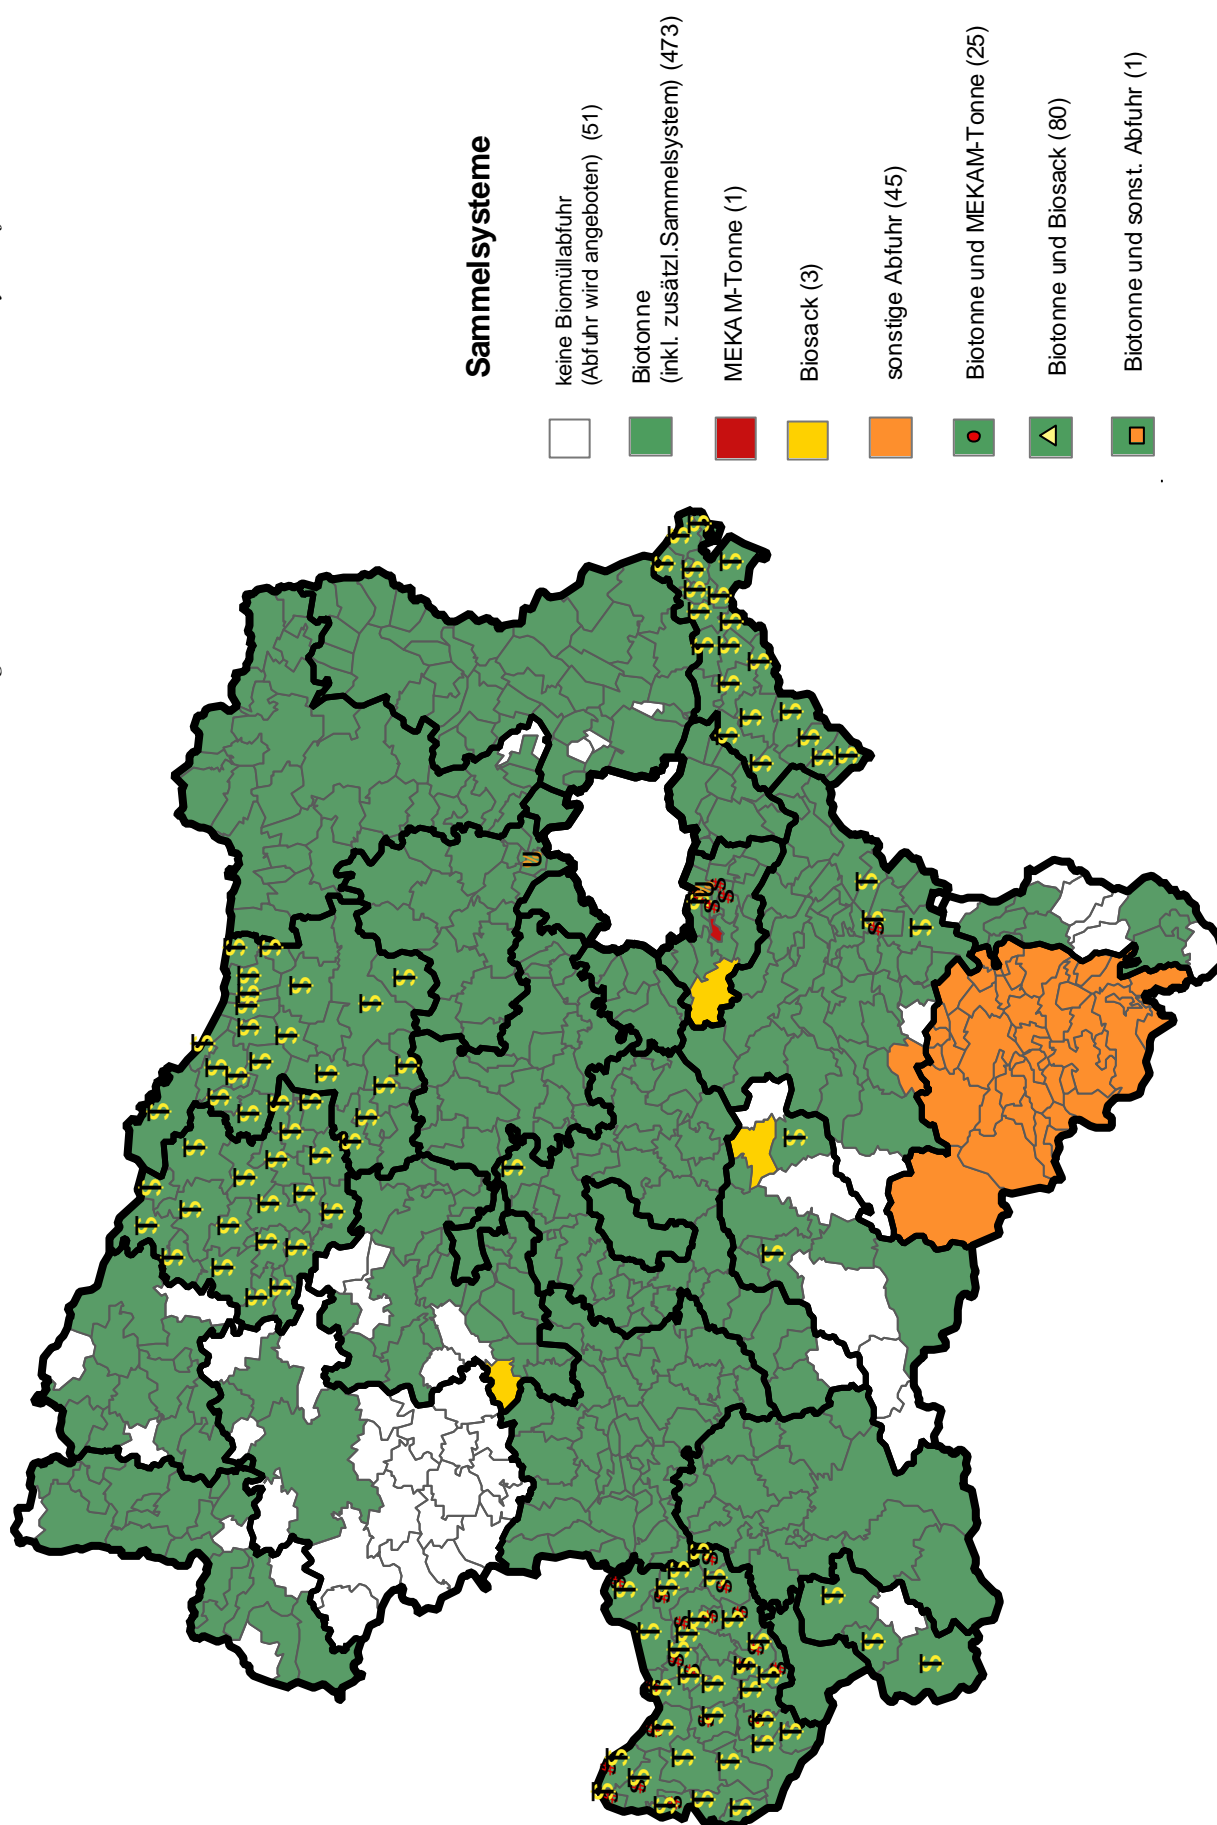 Sammelsysteme
keine Biomüllabfuhr
(Abfuhr wird angeboten) (51)
Biotonne
(inkl. zusätzl.Sammelsystem) (473)
MEKAM-Tonne (1)
Biosack (3)
sonstige Abfuhr (45)
Biotonne und MEKAM-Tonne (25)
Biotonne und Biosack (80)
Biotonne und sonst. Abfuhr (1)